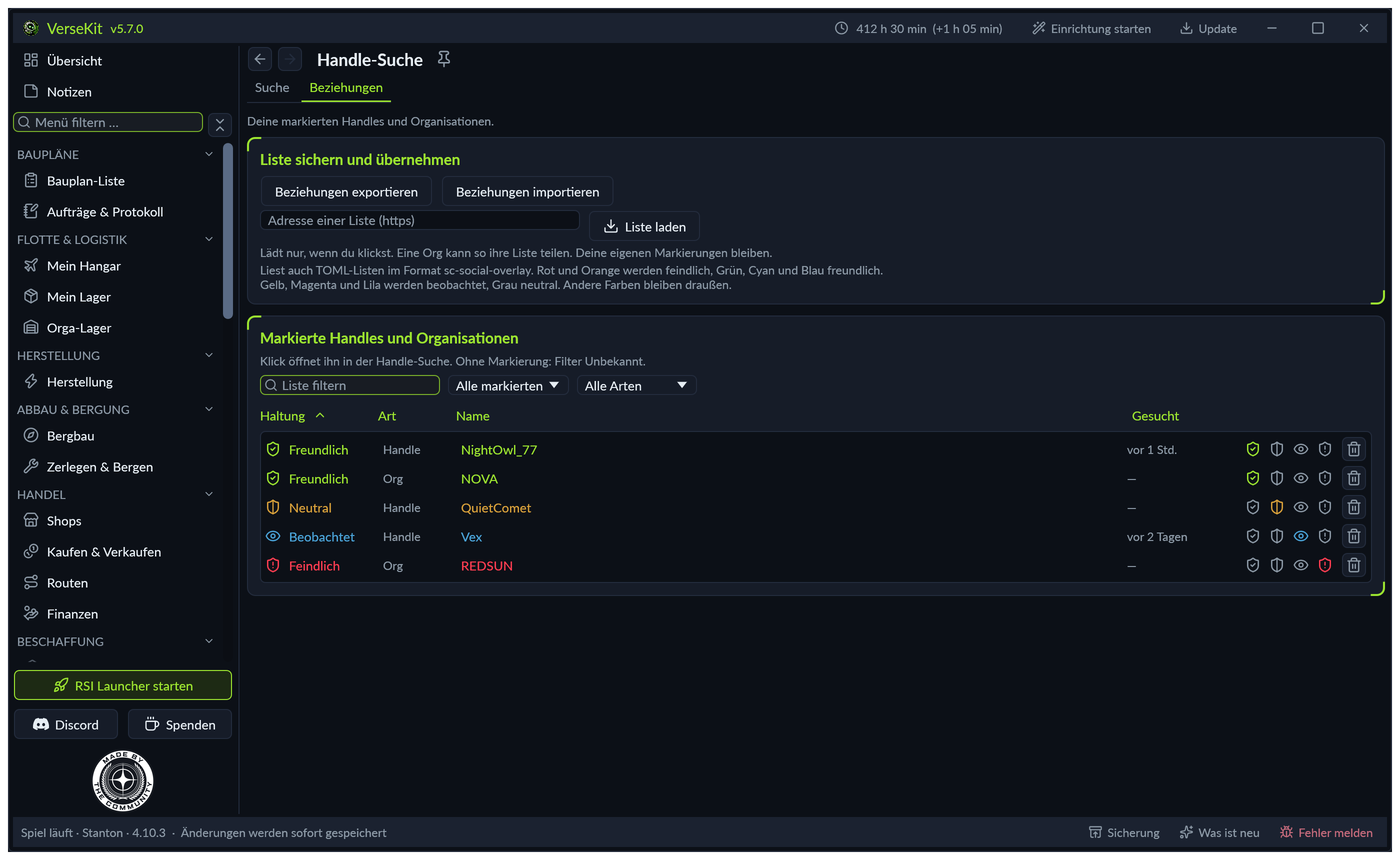 VerseKit v5.7.0
412 h 30 min (+1 h 05 min)
Einrichtung starten
Update
Übersicht
Notizen
Menü filtern ...
BAUPLÄNE
Bauplan-Liste
Aufträge & Protokoll
FLOTTE & LOGISTIK
Mein Hangar
Mein Lager
Orga-Lager
HERSTELLUNG
Herstellung
ABBAU & BERGUNG
Bergbau
Zerlegen & Bergen
HANDEL
Shops
Kaufen & Verkaufen
Routen
Finanzen
BESCHAFFUNG
RSI Launcher starten
Discord
Spenden
MADE BY
THE COMMUNITY
Handle-Suche
Suche Beziehungen
Deine markierten Handles und Organisationen.
Liste sichern und übernehmen
Beziehungen exportieren Beziehungen importieren
Adresse einer Liste (https) Liste laden
Lädt nur, wenn du klickst. Eine Org kann so ihre Liste teilen. Deine eigenen Markierungen bleiben.
Liest auch TOML-Listen im Format sc-social-overlay. Rot und Orange werden feindlich, Grün, Cyan und Blau freundlich.
Gelb, Magenta und Lila werden beobachtet, Grau neutral. Andere Farben bleiben draußen.
Markierte Handles und Organisationen
Klick öffnet ihn in der Handle-Suche. Ohne Markierung: Filter Unbekannt.
Liste filtern Alle markierten Alle Arten
Haltung Art Name Gesucht
Freundlich Handle NightOwl_77 vor 1 Std.
Freundlich Org NOVA —
Neutral Handle QuietComet —
Beobachtet Handle Vex vor 2 Tagen
Feindlich Org REDSUN —
Spiel läuft · Stanton · 4.10.3 · Änderungen werden sofort gespeichert
Sicherung
Was ist neu
Fehler melden